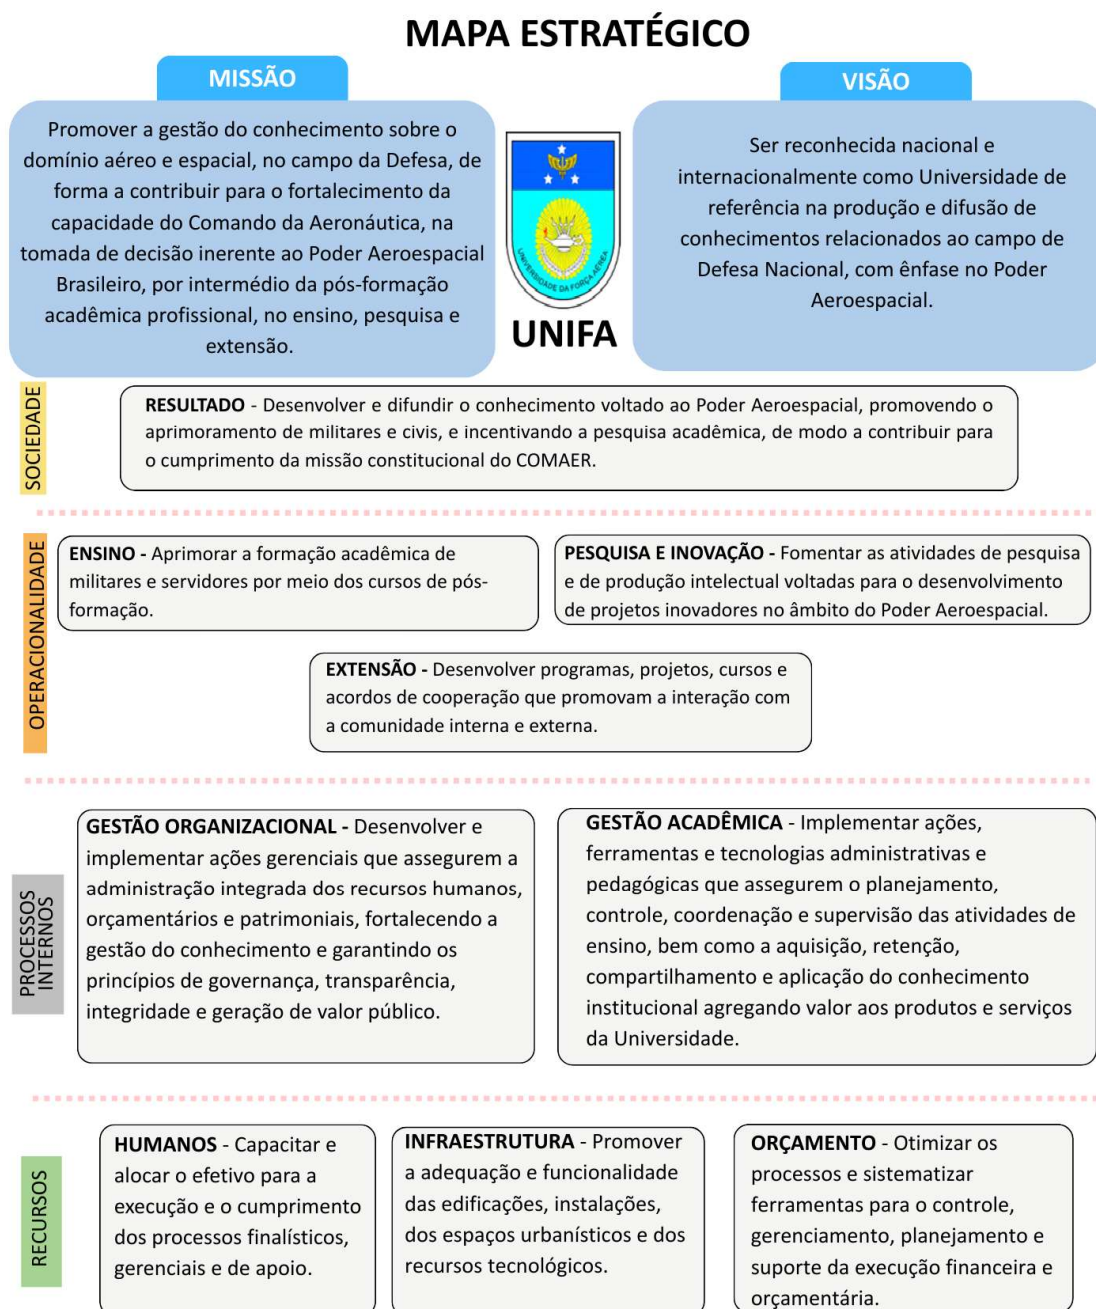 MAPA ESTRATÉGICO
MISSÃO
Promover a gestão do conhecimento sobre o
domínio aéreo e espacial, no campo da Defesa, de
forma a contribuir para o fortalecimento da
capacidade do Comando da Aeronáutica, na
tomada de decisão inerente ao Poder Aeroespacial
Brasileiro, por intermédio da pós-formação
acadêmica profissional, no ensino, pesquisa e
extensão.
UNIVERSIDADE DA FORÇA AÉREA
UNIFA
VISÃO
Ser reconhecida nacional e
internacionalmente como Universidade de
referência na produção e difusão de
conhecimentos relacionados ao campo de
Defesa Nacional, com ênfase no Poder
Aeroespacial.
SOCIEDADE
RESULTADO - Desenvolver e difundir o conhecimento voltado ao Poder Aeroespacial, promovendo o
aprimoramento de militares e civis, e incentivando a pesquisa acadêmica, de modo a contribuir para
o cumprimento da missão constitucional do COMAER.
OPERACIONALIDADE
ENSINO - Aprimorar a formação acadêmica de
militares e servidores por meio dos cursos de pós-
formação.
PESQUISA E INOVAÇÃO - Fomentar as atividades de pesquisa
e de produção intelectual voltadas para o desenvolvimento
de projetos inovadores no âmbito do Poder Aeroespacial.
EXTENSÃO - Desenvolver programas, projetos, cursos e
acordos de cooperação que promovam a interação com
a comunidade interna e externa.
PROCESSOS
INTERNOS
GESTÃO ORGANIZACIONAL - Desenvolver e
implementar ações gerenciais que assegurem a
administração integrada dos recursos humanos,
orçamentários e patrimoniais, fortalecendo a
gestão do conhecimento e garantindo os
princípios de governança, transparência,
integridade e geração de valor público.
GESTÃO ACADÊMICA - Implementar ações,
ferramentas e tecnologias administrativas e
pedagógicas que assegurem o planejamento,
controle, coordenação e supervisão das atividades de
ensino, bem como a aquisição, retenção,
compartilhamento e aplicação do conhecimento
institucional agregando valor aos produtos e serviços
da Universidade.
RECURSOS
HUMANOS - Capacitar e
alocar o efetivo para a
execução e o cumprimento
dos processos finalísticos,
gerenciais e de apoio.
INFRAESTRUTURA - Promover
a adequação e funcionalidade
das edificações, instalações,
dos espaços urbanísticos e dos
recursos tecnológicos.
ORÇAMENTO - Otimizar os
processos e sistematizar
ferramentas para o controle,
gerenciamento, planejamento e
suporte da execução financeira e
orçamentária.